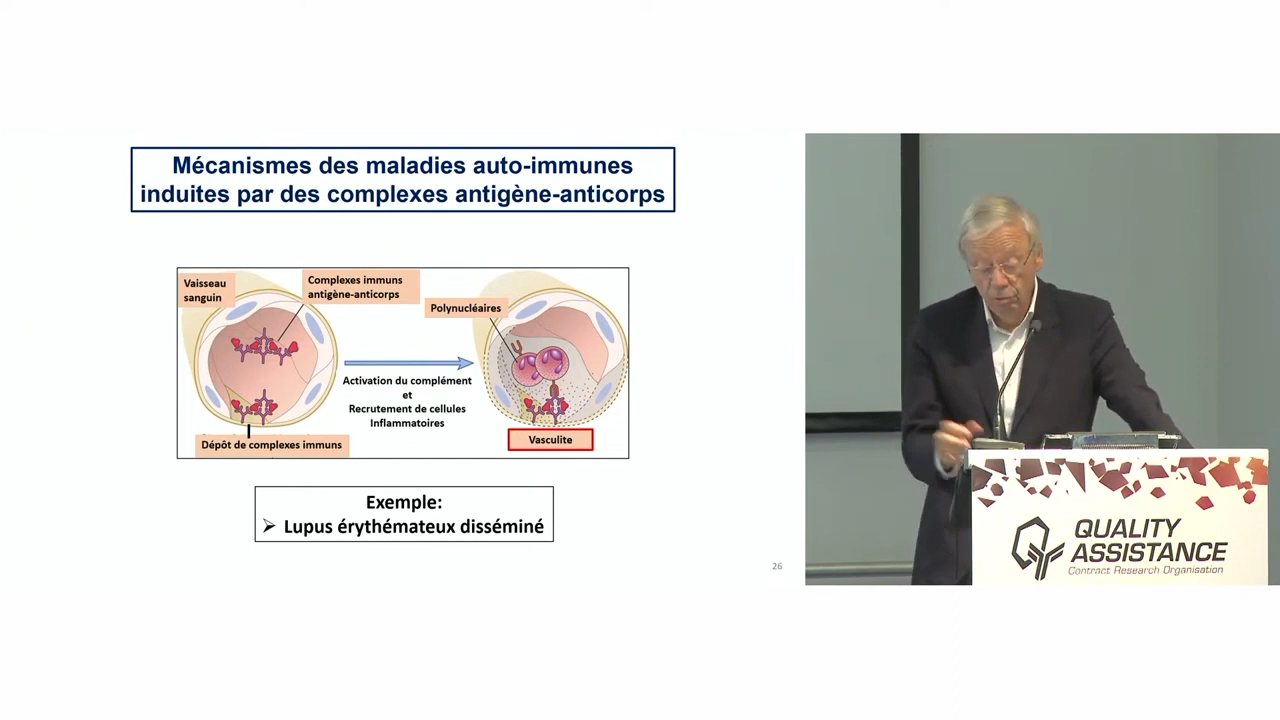 Mécanismes des maladies auto-immunes
induites par des complexes antigène-anticorps
Vaisseau
sanguin
Complexes immuns
antigène-anticorps
Polynucléaires
Activation du complément
et
Recrutement de cellules
Inflammatoires
Dépôt de complexes immuns
Vasculite
Exemple:
➢ Lupus érythémateux disséminé
26
QUALITY
ASSISTANCE
Contract Research Organisation